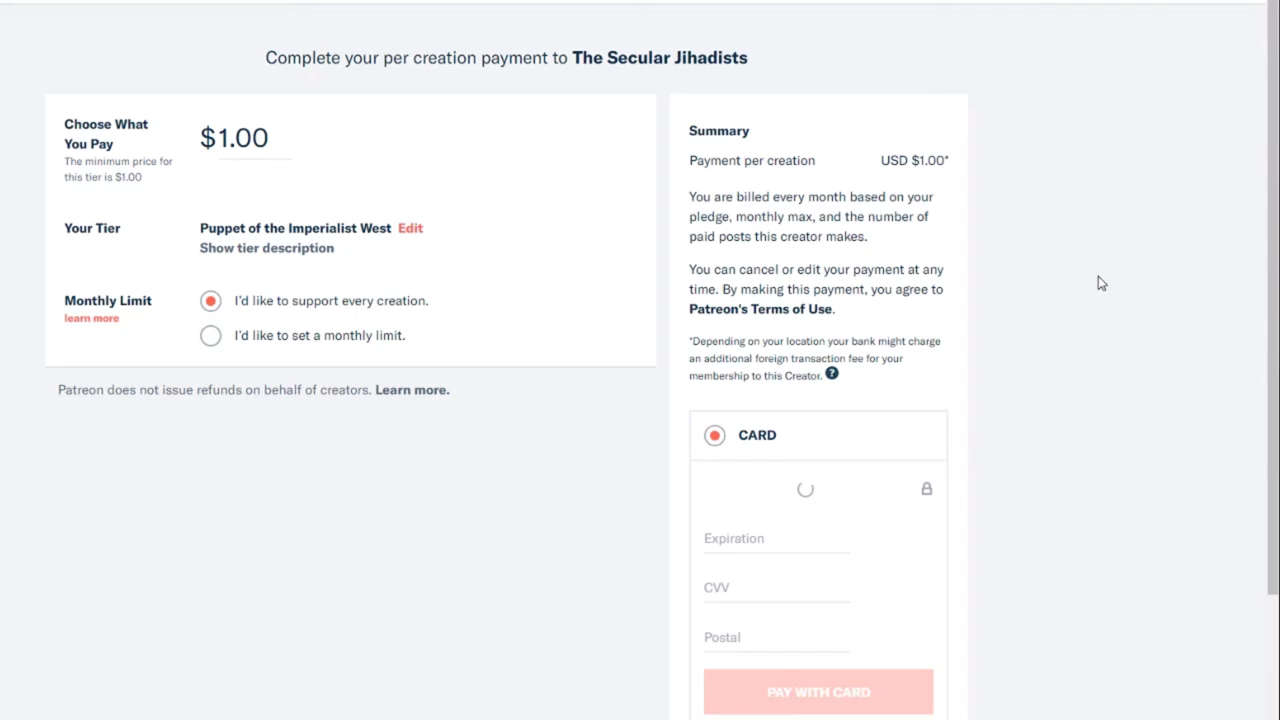 Complete your per creation payment to The Secular Jihadists
Choose What
You Pay
The minimum price for
this tier is $1.00
$1.00
Your Tier
Puppet of the Imperialist West Edit
Show tier description
Monthly Limit
learn more
I'd like to support every creation.
I'd like to set a monthly limit.
Patreon does not issue refunds on behalf of creators. Learn more.
Summary
Payment per creation USD $1.00*
You are billed every month based on your
pledge, monthly max, and the number of
paid posts this creator makes.
You can cancel or edit your payment at any
time. By making this payment, you agree to
Patreon's Terms of Use.
*Depending on your location your bank might charge
an additional foreign transaction fee for your
membership to this Creator. ?
CARD
Expiration
CVV
Postal
PAY WITH CARD